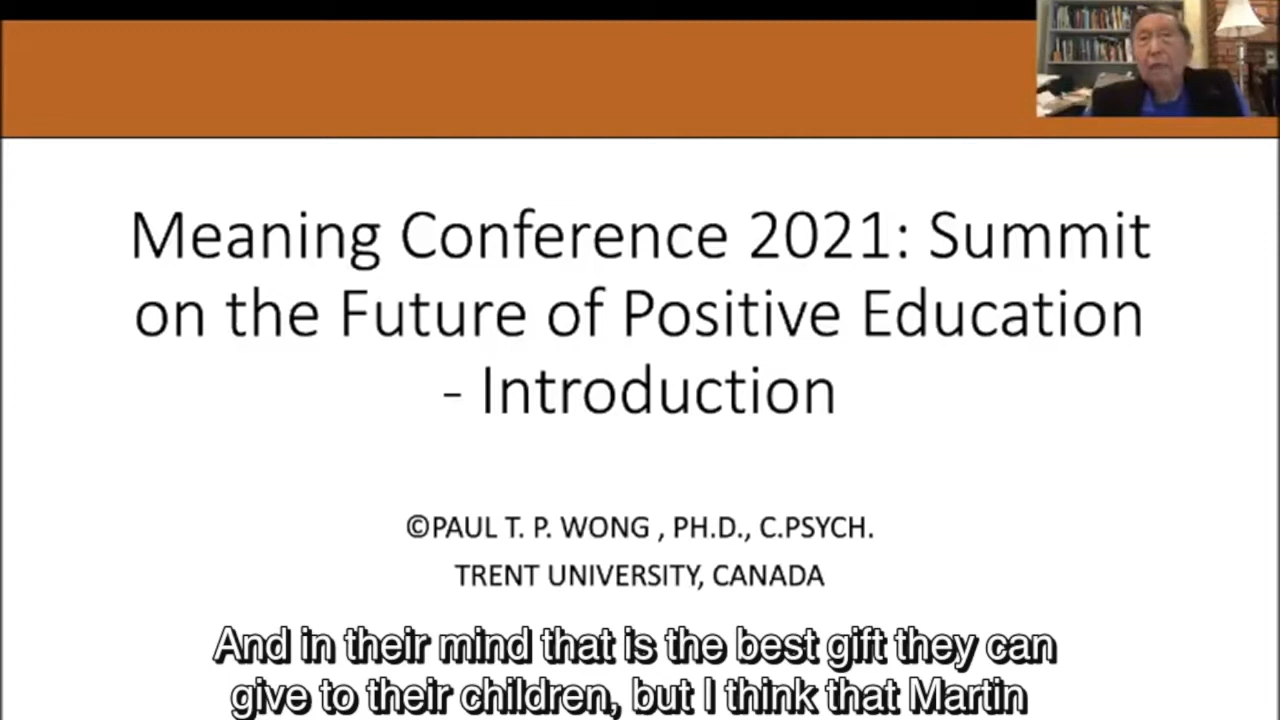 Meaning Conference 2021: Summit
on the Future of Positive Education
- Introduction
©PAUL T. P. WONG , PH.D., C.PSYCH.
TRENT UNIVERSITY, CANADA
And in their mind that is the best gift they can
give to their children, but I think that Martin